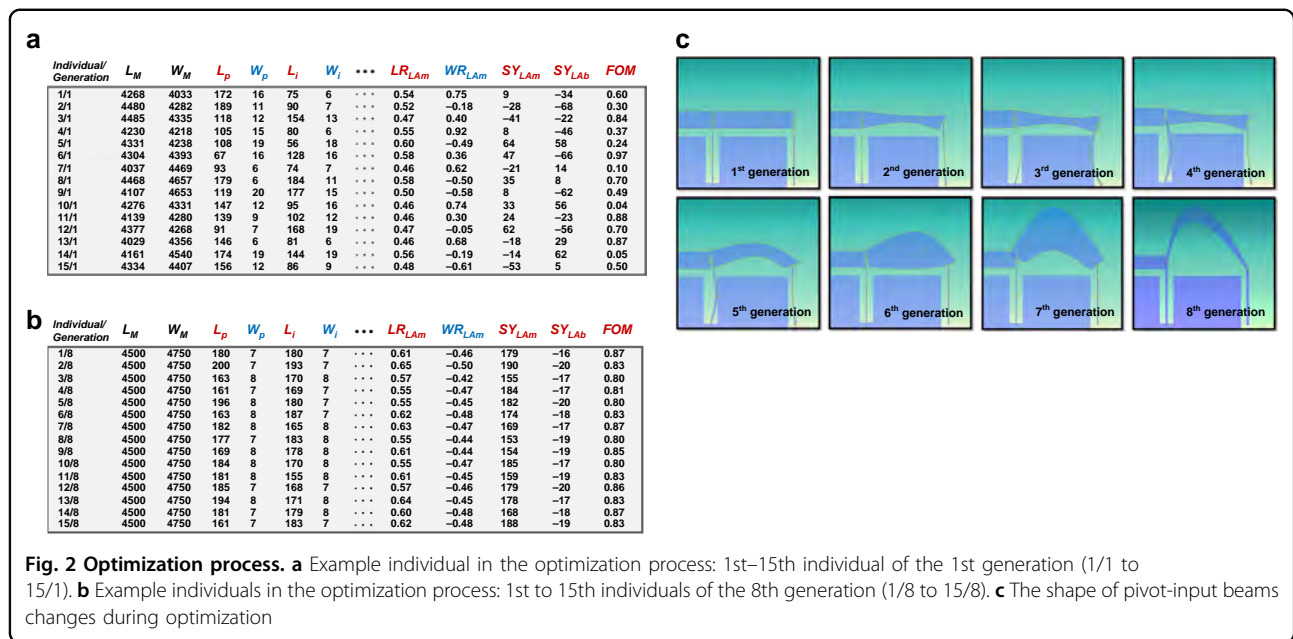 a
Individual/ Generation L_M W_M L_p W_p L_i W_i ••• LR_LAm WR_LAm SY_LAm SY_LAb FOM
1/1 4268 4033 172 16 75 6 · · · 0.54 0.75 9 –34 0.60
2/1 4480 4282 189 11 90 7 · · · 0.52 –0.18 –28 –68 0.30
3/1 4485 4335 118 12 154 13 · · · 0.47 0.40 –41 –22 0.84
4/1 4230 4218 105 15 80 6 · · · 0.55 0.92 8 –46 0.37
5/1 4331 4238 108 19 56 18 · · · 0.60 –0.49 64 58 0.24
6/1 4304 4393 67 16 128 16 · · · 0.58 0.36 47 –66 0.97
7/1 4037 4469 93 6 74 7 · · · 0.46 0.62 –21 14 0.10
8/1 4468 4657 179 6 184 11 · · · 0.58 –0.50 35 8 0.70
9/1 4107 4653 119 20 177 15 · · · 0.50 –0.58 8 –62 0.49
10/1 4276 4331 147 12 95 16 · · · 0.46 0.74 33 56 0.04
11/1 4139 4280 139 9 102 12 · · · 0.46 0.30 24 –23 0.88
12/1 4377 4268 91 7 168 19 · · · 0.47 –0.05 62 –56 0.70
13/1 4029 4356 146 6 81 6 · · · 0.46 0.68 –18 29 0.87
14/1 4161 4540 174 19 144 19 · · · 0.56 –0.19 –14 62 0.05
15/1 4334 4407 156 12 86 9 · · · 0.48 –0.61 –53 5 0.50
b
Individual/ Generation L_M W_M L_p W_p L_i W_i ••• LR_LAm WR_LAm SY_LAm SY_LAb FOM
1/8 4500 4750 180 7 180 7 · · · 0.61 –0.46 179 –16 0.87
2/8 4500 4750 200 7 193 7 · · · 0.65 –0.50 190 –20 0.83
3/8 4500 4750 163 8 170 8 · · · 0.57 –0.42 155 –17 0.80
4/8 4500 4750 161 7 169 7 · · · 0.55 –0.47 184 –17 0.81
5/8 4500 4750 196 8 180 7 · · · 0.55 –0.45 182 –20 0.80
6/8 4500 4750 163 8 187 7 · · · 0.62 –0.48 174 –18 0.83
7/8 4500 4750 182 8 165 8 · · · 0.63 –0.47 169 –17 0.87
8/8 4500 4750 177 7 183 8 · · · 0.55 –0.44 153 –19 0.80
9/8 4500 4750 169 8 178 8 · · · 0.61 –0.44 154 –19 0.85
10/8 4500 4750 184 8 170 8 · · · 0.55 –0.47 185 –17 0.80
11/8 4500 4750 181 8 155 8 · · · 0.61 –0.45 159 –19 0.83
12/8 4500 4750 185 7 168 7 · · · 0.57 –0.46 179 –20 0.86
13/8 4500 4750 194 8 171 8 · · · 0.64 –0.45 178 –17 0.83
14/8 4500 4750 181 7 179 8 · · · 0.60 –0.48 168 –18 0.87
15/8 4500 4750 161 7 183 7 · · · 0.62 –0.48 188 –19 0.83
c
1st generation 2nd generation 3rd generation 4th generation
5th generation 6th generation 7th generation 8th generation
Fig. 2 Optimization process. a Example individual in the optimization process: 1st–15th individual of the 1st generation (1/1 to
15/1). b Example individuals in the optimization process: 1st to 15th individuals of the 8th generation (1/8 to 15/8). c The shape of pivot-input beams
changes during optimization